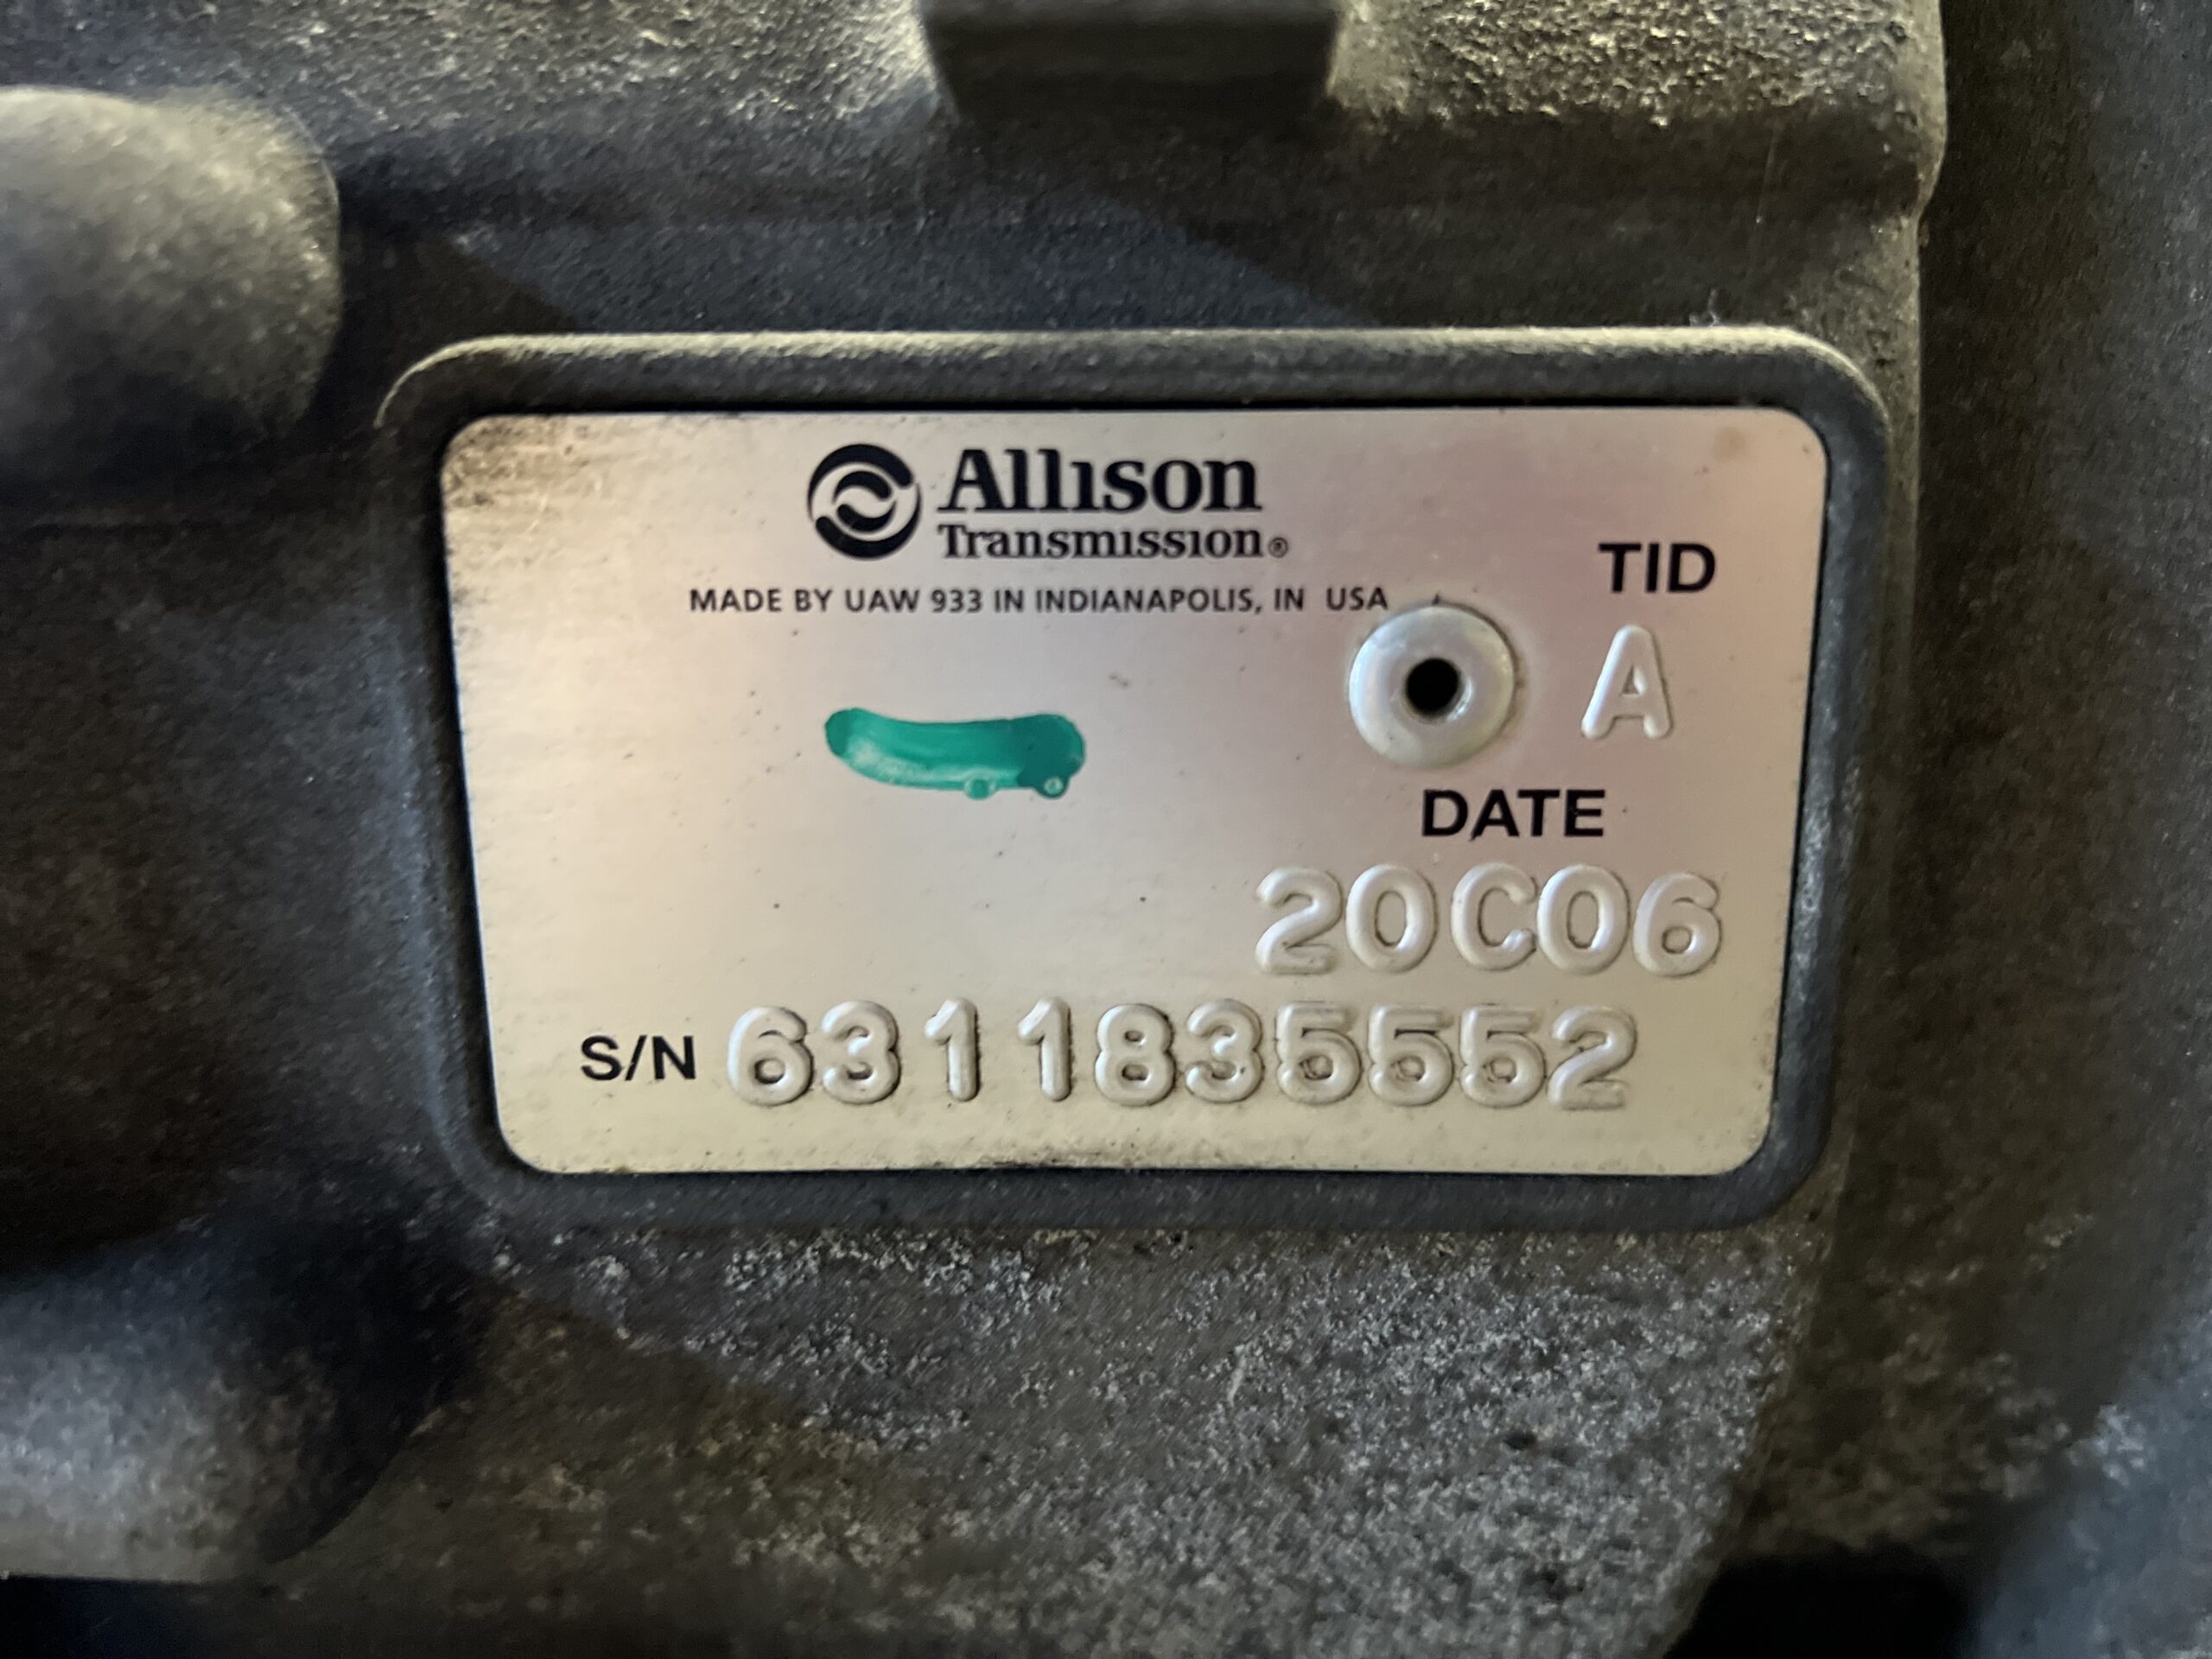 Allison
Transmission®
MADE BY UAW 933 IN INDIANAPOLIS, IN USA
TID
A
DATE
20C06
S/N 6311835552